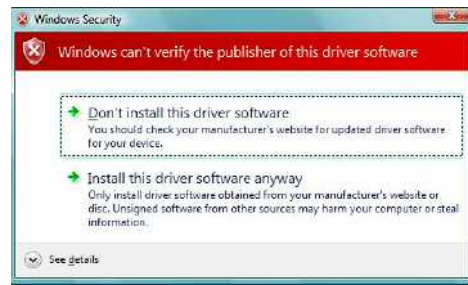 Windows Security
Windows can't verify the publisher of this driver software
Don't install this driver software
You should check your manufacturer's website for updated driver software
for your device.
Install this driver software anyway
Only install driver software obtained from your manufacturer's website or
disc. Unsigned software from other sources may harm your computer or steal
information.
See details